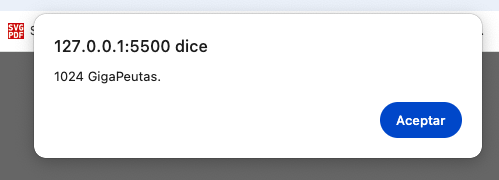 SVG
PDF
127.0.0.1:5500 dice
1024 GigaPeutas.
Aceptar